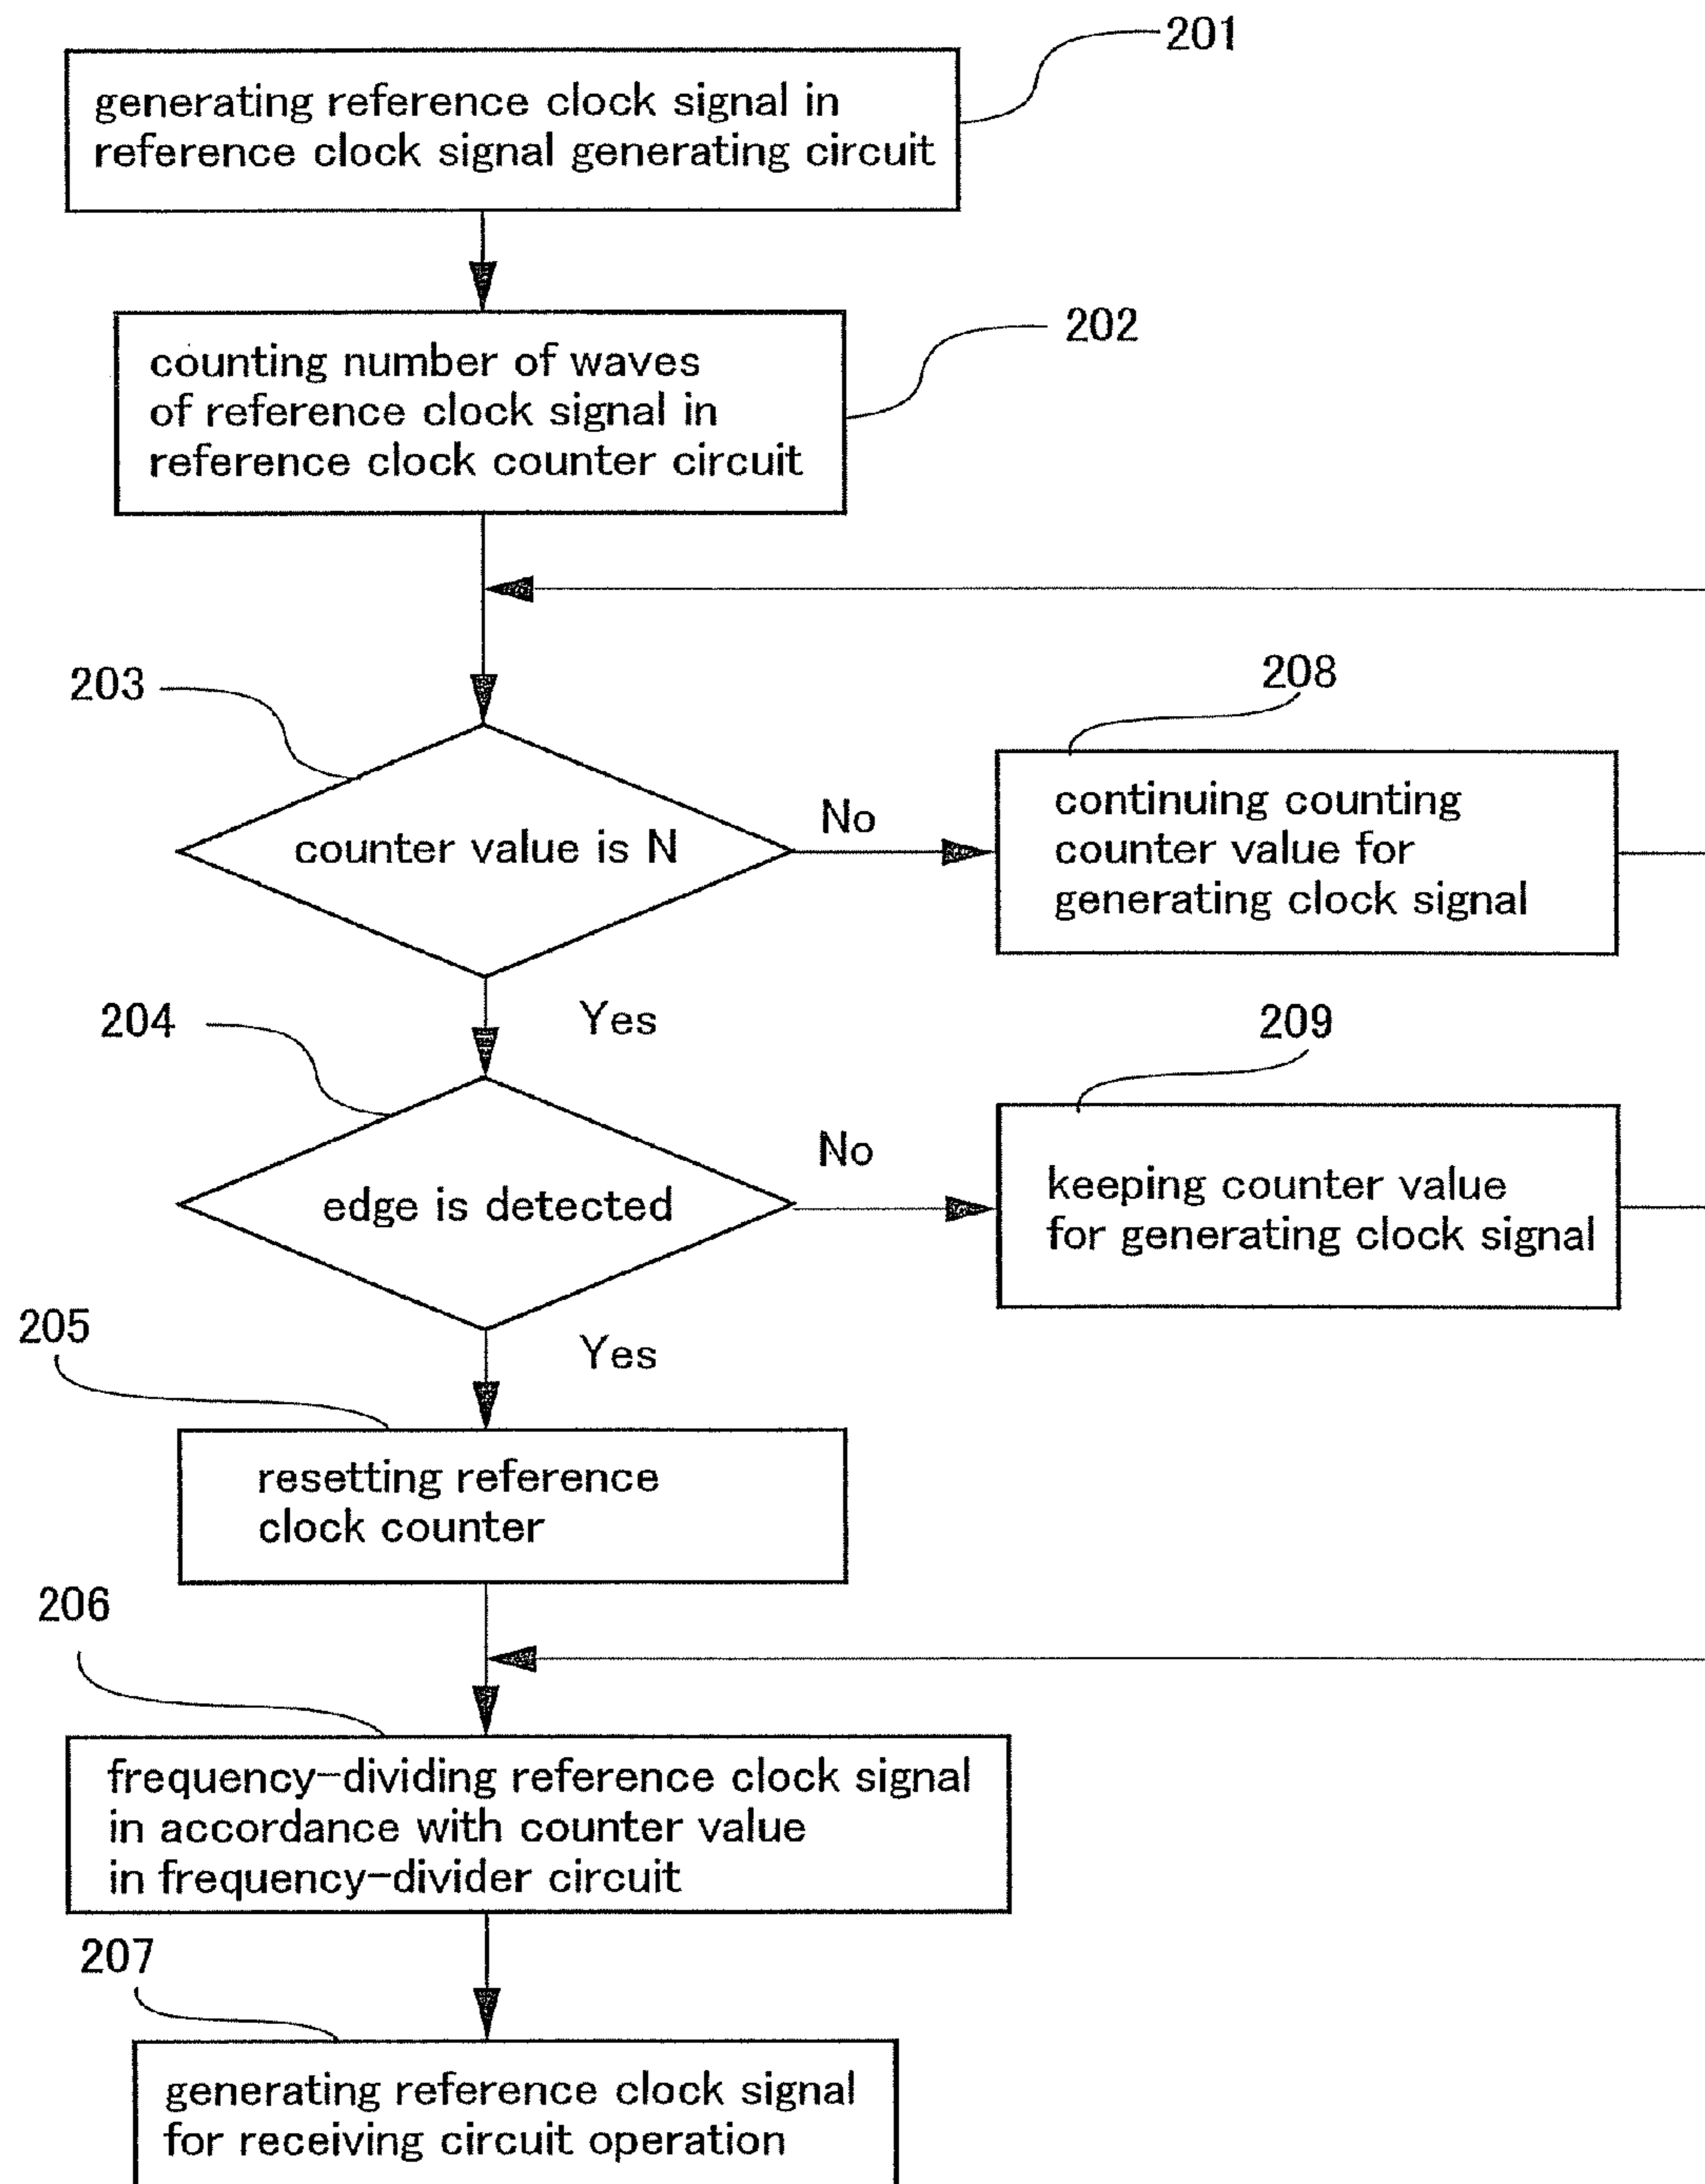 201
generating reference clock signal in
reference clock signal generating circuit
202
counting number of waves
of reference clock signal in
reference clock counter circuit
203
counter value is N
No
208
continuing counting
counter value for
generating clock signal
Yes
204
edge is detected
No
209
keeping counter value
for generating clock signal
Yes
205
resetting reference
clock counter
206
frequency-dividing reference clock signal
in accordance with counter value
in frequency-divider circuit
207
generating reference clock signal
for receiving circuit operation